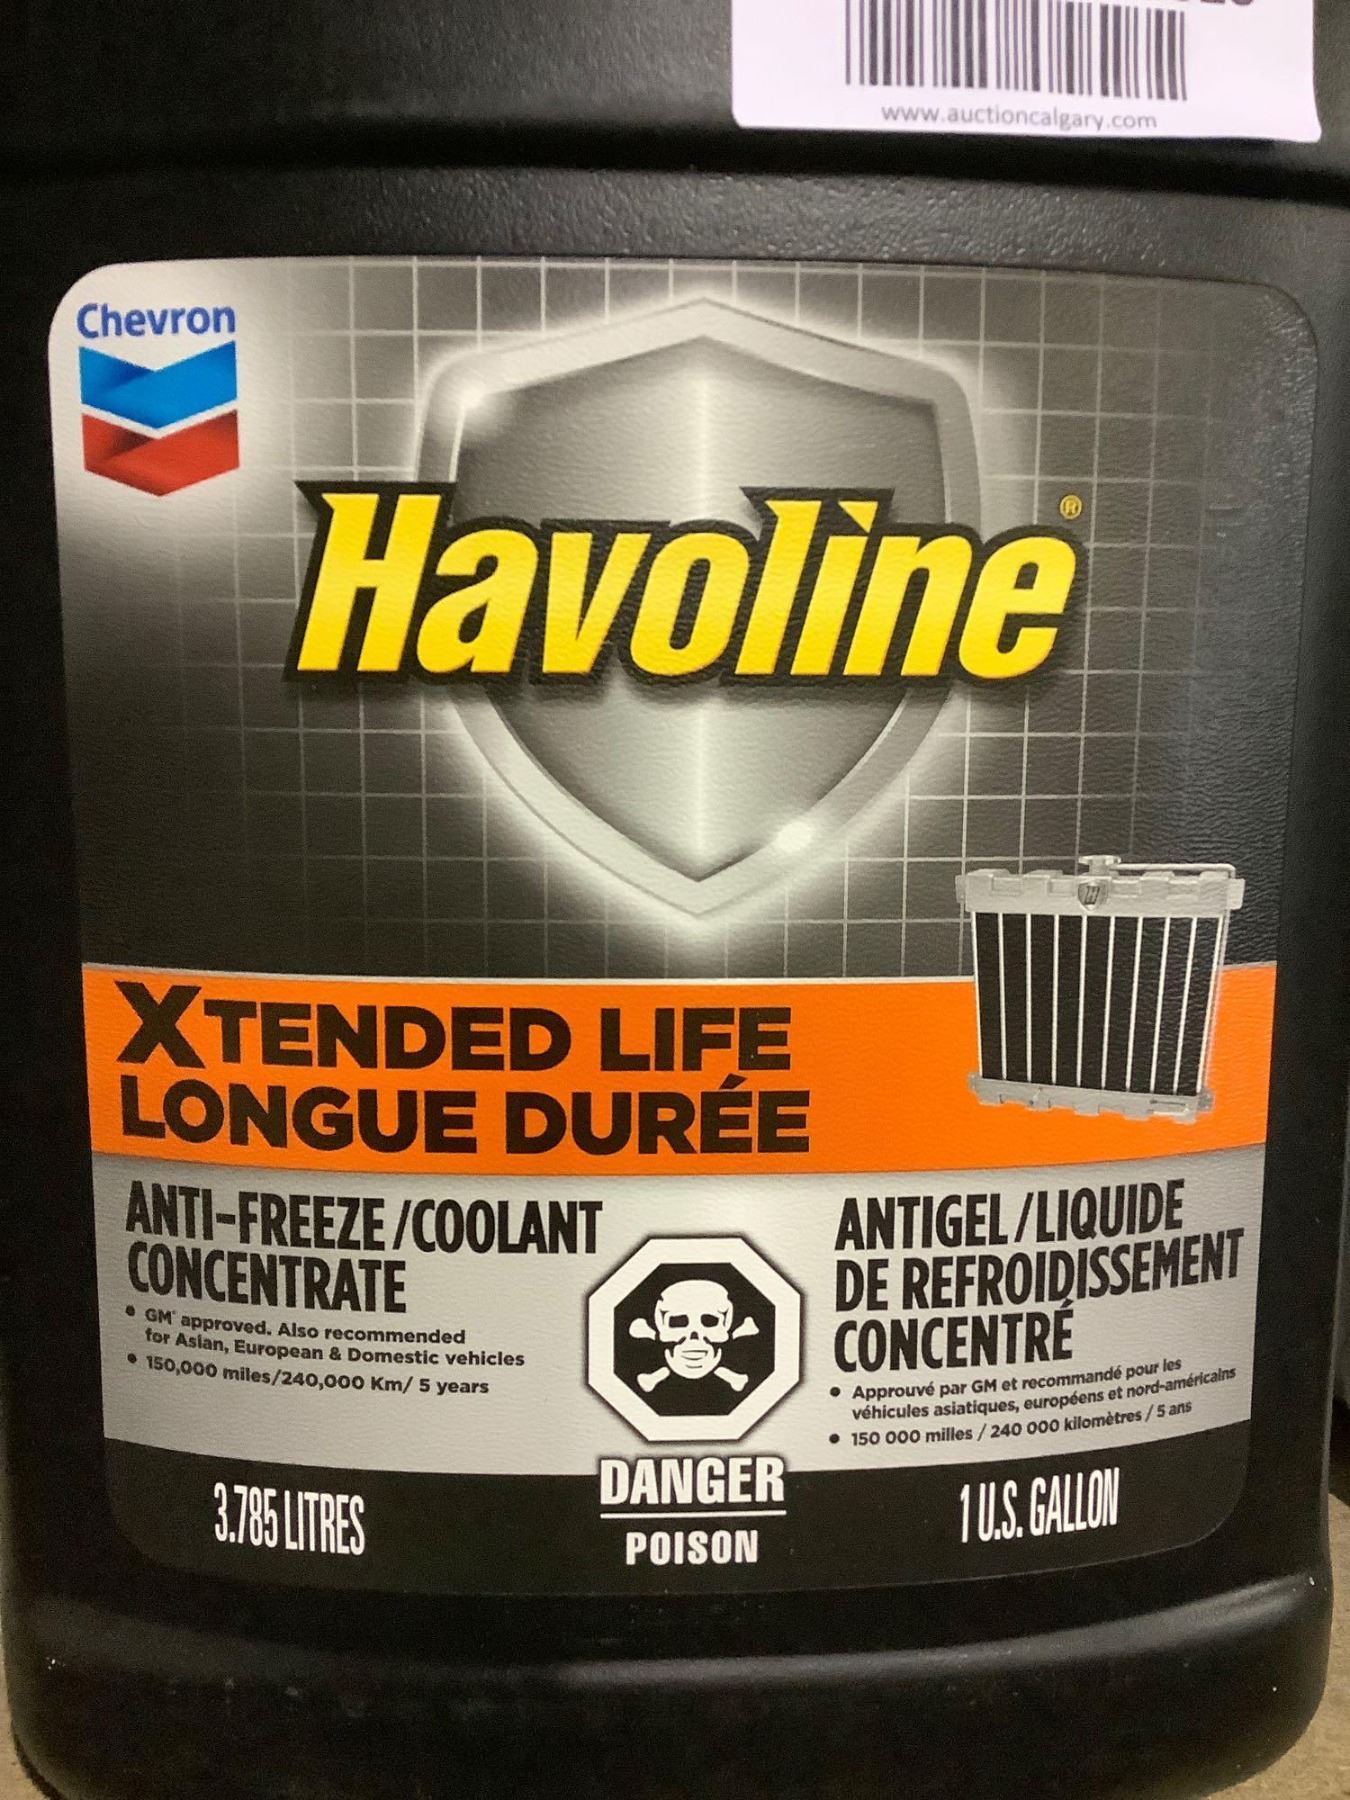 www.auctioncalgary.com
Chevron
Havoline®
XTENDED LIFE
LONGUE DURÉE
ANTI-FREEZE/COOLANT
CONCENTRATE
• GM* approved. Also recommended
for Asian, European & Domestic vehicles
• 150,000 miles/240,000 Km/ 5 years
ANTIGEL/LIQUIDE
DE REFROIDISSEMENT
CONCENTRÉ
• Approuvé par GM et recommandé pour les
véhicules asiatiques, européens et nord-américains
• 150 000 milles / 240 000 kilomètres / 5 ans
DANGER
POISON
3.785 LITRES
1 U.S. GALLON